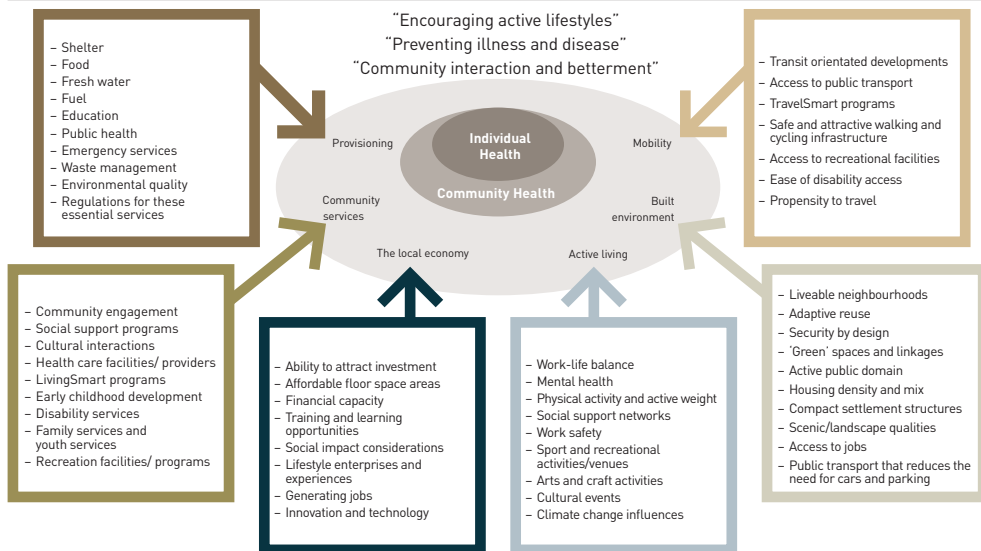 “Encouraging active lifestyles”
“Preventing illness and disease”
“Community interaction and betterment”
– Shelter
– Food
– Fresh water
– Fuel
– Education
– Public health
– Emergency services
– Waste management
– Environmental quality
– Regulations for these
essential services
Provisioning
Individual
Health
Community Health
Mobility
– Transit orientated developments
– Access to public transport
– TravelSmart programs
– Safe and attractive walking and
cycling infrastructure
– Access to recreational facilities
– Ease of disability access
– Propensity to travel
Community
services
Built
environment
The local economy
Active living
– Community engagement
– Social support programs
– Cultural interactions
– Health care facilities/ providers
– LivingSmart programs
– Early childhood development
– Disability services
– Family services and
youth services
– Recreation facilities/ programs
– Ability to attract investment
– Affordable floor space areas
– Financial capacity
– Training and learning
opportunities
– Social impact considerations
– Lifestyle enterprises and
experiences
– Generating jobs
– Innovation and technology
– Work-life balance
– Mental health
– Physical activity and active weight
– Social support networks
– Work safety
– Sport and recreational
activities/venues
– Arts and craft activities
– Cultural events
– Climate change influences
– Liveable neighbourhoods
– Adaptive reuse
– Security by design
– ‘Green’ spaces and linkages
– Active public domain
– Housing density and mix
– Compact settlement structures
– Scenic/landscape qualities
– Access to jobs
– Public transport that reduces the
need for cars and parking